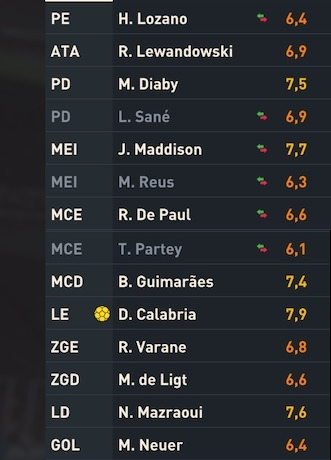 PE H. Lozano 6,4
ATA R. Lewandowski 6,9
PD M. Diaby 7,5
PD L. Sané 6,9
MEI J. Maddison 7,7
MEI M. Reus 6,3
MCE R. De Paul 6,6
MCE T. Partey 6,1
MCD B. Guimarães 7,4
LE D. Calabria 7,9
ZGE R. Varane 6,8
ZGD M. de Ligt 6,6
LD N. Mazraoui 7,6
GOL M. Neuer 6,4